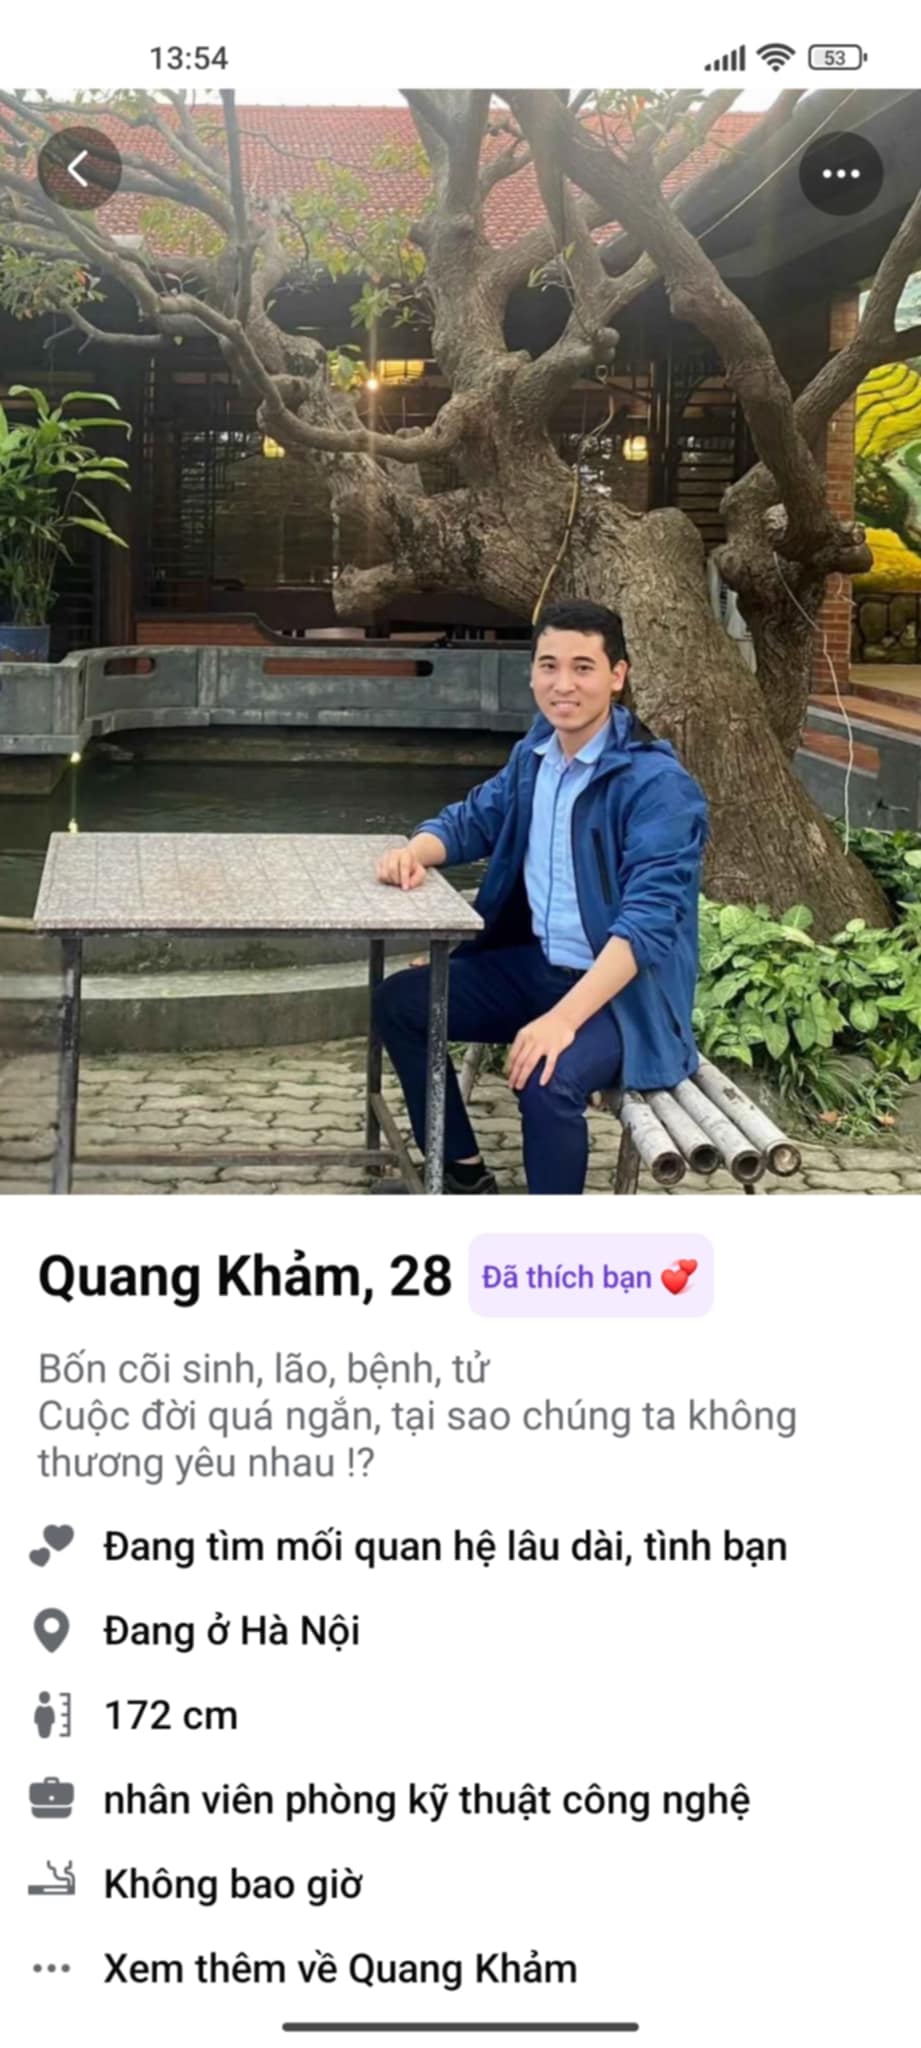 13:54
53
Quang Khảm, 28
Đã thích bạn
Bốn cõi sinh, lão, bệnh, tử
Cuộc đời quá ngắn, tại sao chúng ta không
thương yêu nhau !?
Đang tìm mối quan hệ lâu dài, tình bạn
Đang ở Hà Nội
172 cm
nhân viên phòng kỹ thuật công nghệ
Không bao giờ
Xem thêm về Quang Khảm